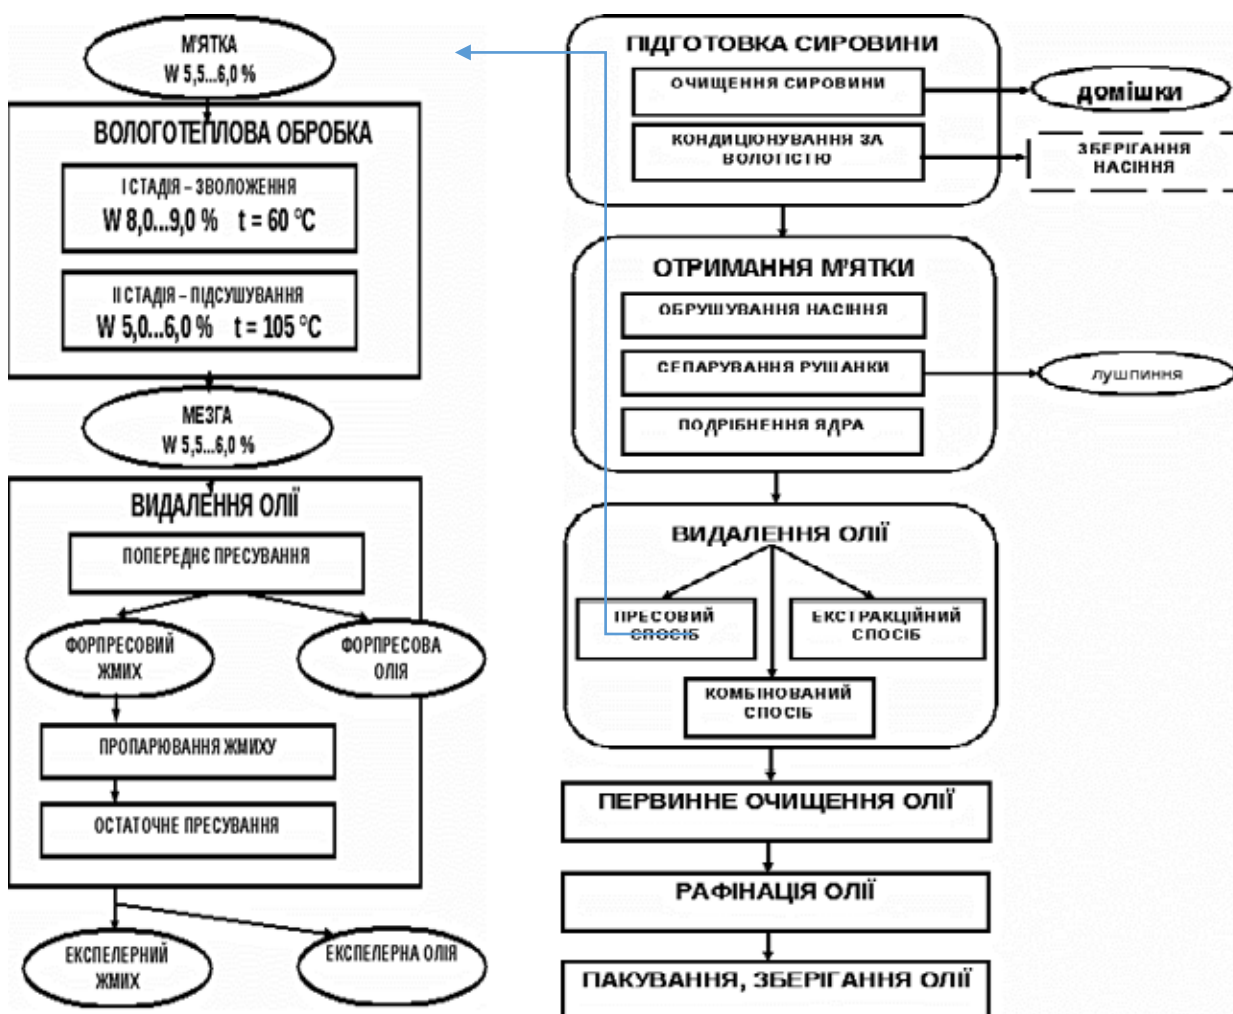 М'ЯТКА
W 5,5...6,0 %
ВОЛОГОТЕПЛОВА ОБРОБКА
І СТАДІЯ – ЗВОЛОЖЕННЯ
W 8,0...9,0 % t = 60 °C
ІІ СТАДІЯ – ПІДСУШУВАННЯ
W 5,0...6,0 % t = 105 °C
МЕЗГА
W 5,5...6,0 %
ВИДАЛЕННЯ ОЛІЇ
ПОПЕРЕДНЄ ПРЕСУВАННЯ
ФОРПРЕСОВИЙ
ЖМИХ
ФОРПРЕСОВА
ОЛІЯ
ПРОПАРЮВАННЯ ЖМИХУ
ОСТАТОЧНЕ ПРЕСУВАННЯ
ЕКСПЕЛЕРНИЙ
ЖМИХ
ЕКСПЕЛЕРНА ОЛІЯ
ПІДГОТОВКА СИРОВИНИ
ОЧИЩЕННЯ СИРОВИНИ
ДОМІШКИ
КОНДИЦІОНУВАННЯ ЗА
ВОЛОГІСТЮ
ЗБЕРІГАННЯ
НАСІННЯ
ОТРИМАННЯ М'ЯТКИ
ОБРУШУВАННЯ НАСІННЯ
СЕПАРУВАННЯ РУШАНКИ
лушпиння
ПОДРІБНЕННЯ ЯДРА
ВИДАЛЕННЯ ОЛІЇ
ПРЕСОВИЙ
СПОСІБ
ЕКСТРАКЦІЙНИЙ
СПОСІБ
КОМБІНОВАНИЙ
СПОСІБ
ПЕРВИННЕ ОЧИЩЕННЯ ОЛІЇ
РАФІНАЦІЯ ОЛІЇ
ПАКУВАННЯ, ЗБЕРІГАННЯ ОЛІЇ